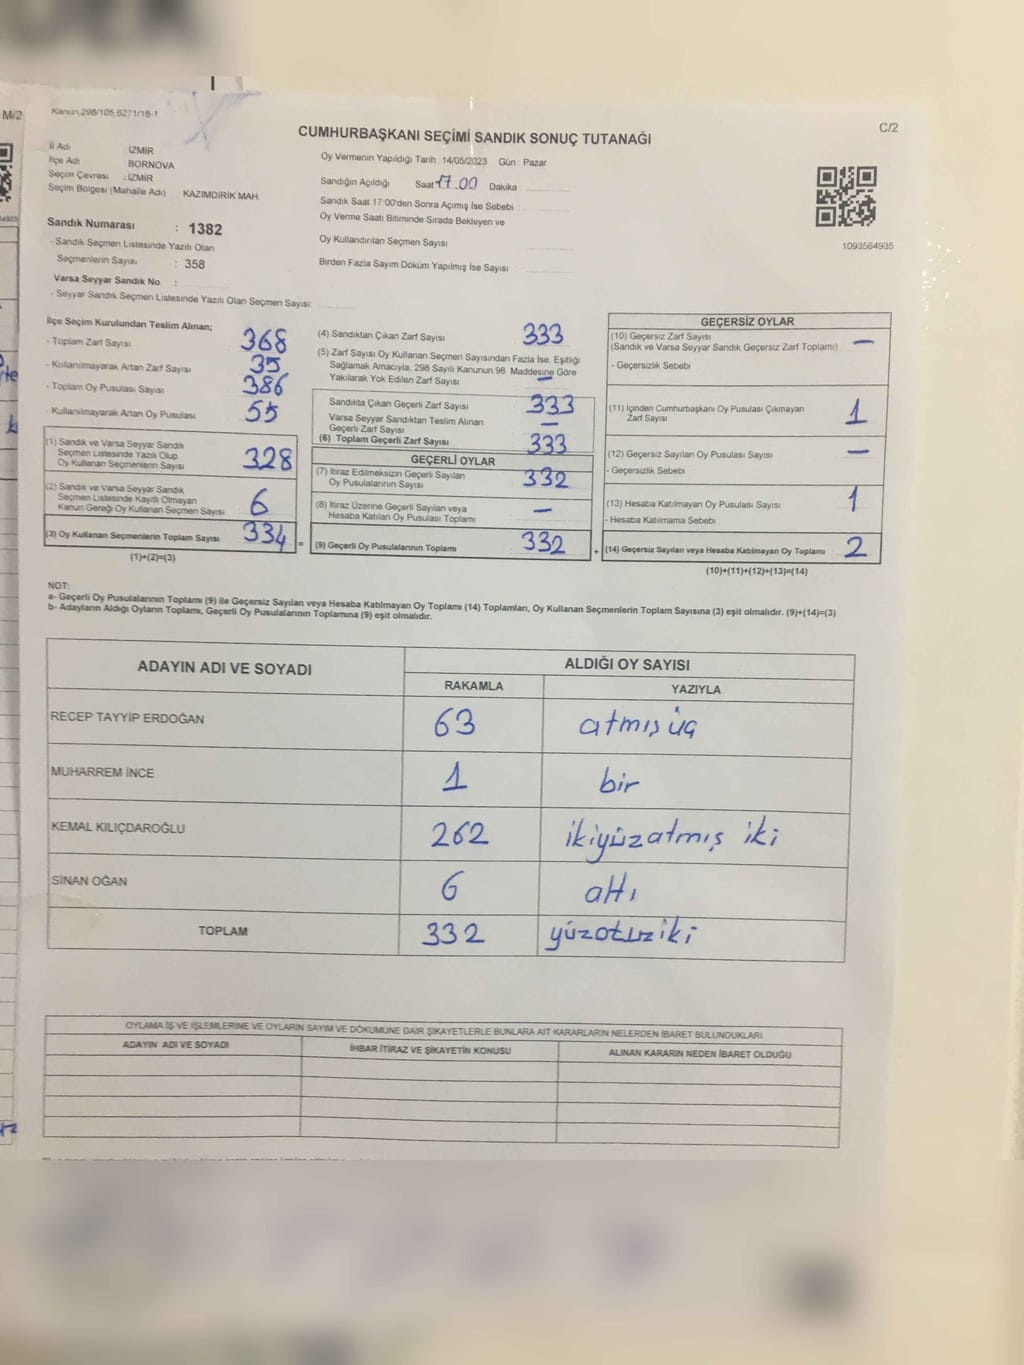 M/2
Kanun,298/105,6271/18-1
C/2
CUMHURBAŞKANI SEÇİMİ SANDIK SONUÇ TUTANAĞI
İl Adı İZMİR
İlçe Adı BORNOVA
Seçim Çevresi : İZMİR
Seçim Bölgesi (Mahalle Adı) KAZIMDİRİK MAH.
Sandık Numarası : 1382
- Sandık Seçmen Listesinde Yazılı Olan
Seçmenlerin Sayısı : 358
Varsa Seyyar Sandık No :
- Seyyar Sandık Seçmen Listesinde Yazılı Olan Seçmen Sayısı:
Oy Vermenin Yapıldığı Tarih :14/05/2023 Gün : Pazar
Sandığın Açıldığı Saat 17.00 Dakika
Sandık Saat 17:00'den Sonra Açılmış İse Sebebi
Oy Verme Saati Bitiminde Sırada Bekleyen ve
Oy Kullandırılan Seçmen Sayısı
Birden Fazla Sayım Döküm Yapılmış İse Sayısı
1093584935
İlçe Seçim Kurulundan Teslim Alınan;
- Toplam Zarf Sayısı 368
- Kullanılmayarak Artan Zarf Sayısı 35
- Toplam Oy Pusulası Sayısı 386
- Kullanılmayarak Artan Oy Pusulası 55
(1) Sandık ve Varsa Seyyar Sandık
Seçmen Listesinde Yazılı Olup
Oy Kullanan Seçmenlerin Sayısı 328
(2) Sandık ve Varsa Seyyar Sandık
Seçmen Listesinde Kayıtlı Olmayan
Kanun Gereği Oy Kullanan Seçmen Sayısı 6
(3) Oy Kullanan Seçmenlerin Toplam Sayısı 334 =
(1)+(2)=(3)
(4) Sandıktan Çıkan Zarf Sayısı 333
(5) Zarf Sayısı Oy Kullanan Seçmen Sayısından Fazla İse, Eşitliği
Sağlamak Amacıyla, 298 Sayılı Kanunun 98. Maddesine Göre
Yakılarak Yok Edilen Zarf Sayısı —
Sandıkta Çıkan Geçerli Zarf Sayısı 333
Varsa Seyyar Sandıktan Teslim Alınan
Geçerli Zarf Sayısı —
(6) Toplam Geçerli Zarf Sayısı 333
GEÇERLİ OYLAR
(7) İtiraz Edilmeksizin Geçerli Sayılan
Oy Pusulalarının Sayısı 332
(8) İtiraz Üzerine Geçerli Sayılan veya
Hesaba Katılan Oy Pusulası Toplamı —
(9) Geçerli Oy Pusulalarının Toplamı 332 +
GEÇERSİZ OYLAR
(10) Geçersiz Zarf Sayısı
(Sandık ve Varsa Seyyar Sandık Geçersiz Zarf Toplamı) —
- Geçersizlik Sebebi
(11) İçinden Cumhurbaşkanı Oy Pusulası Çıkmayan
Zarf Sayısı 1
(12) Geçersiz Sayılan Oy Pusulası Sayısı —
- Geçersizlik Sebebi
(13) Hesaba Katılmayan Oy Pusulası Sayısı 1
- Hesaba Katılmama Sebebi
(14) Geçersiz Sayılan veya Hesaba Katılmayan Oy Toplamı 2
(10)+(11)+(12)+(13)=(14)
NOT:
a- Geçerli Oy Pusulalarının Toplamı (9) ile Geçersiz Sayılan veya Hesaba Katılmayan Oy Toplamı (14) Toplamları, Oy Kullanan Seçmenlerin Toplam Sayısına (3) eşit olmalıdır. (9)+(14)=(3)
b- Adayların Aldığı Oyların Toplamı, Geçerli Oy Pusulalarının Toplamına (9) eşit olmalıdır.
ADAYIN ADI VE SOYADI ALDIĞI OY SAYISI
RAKAMLA YAZIYLA
RECEP TAYYİP ERDOĞAN 63 atmış üç
MUHARREM İNCE 1 bir
KEMAL KILIÇDAROĞLU 262 ikiyüzatmış iki
SİNAN OĞAN 6 altı
TOPLAM 332 yüzotuziki
OYLAMA İŞ VE İŞLEMLERİNE VE OYLARIN SAYIM VE DÖKÜMÜNE DAİR ŞİKAYETLERLE BUNLARA AİT KARARLARIN NELERDEN İBARET BULUNDUKLARI
ADAYIN ADI VE SOYADI İHBAR İTİRAZ VE ŞİKAYETİN KONUSU ALINAN KARARIN NEDEN İBARET OLDUĞU